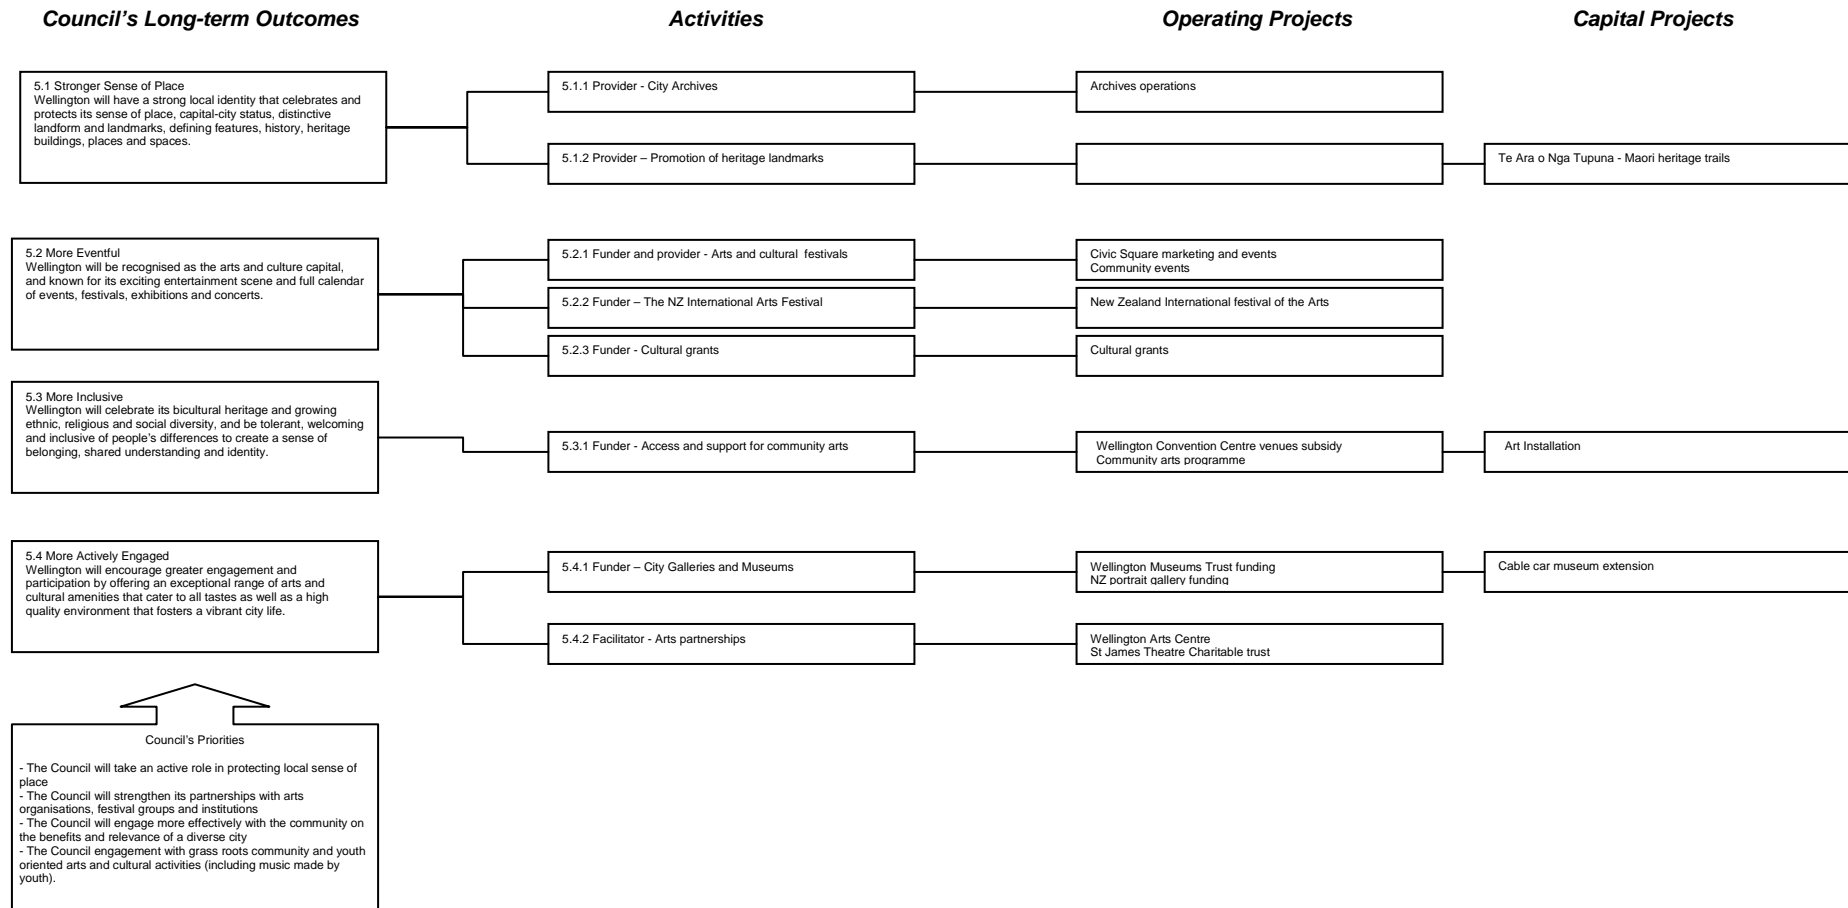 Council's Long-term Outcomes
Activities
Operating Projects
Capital Projects
5.1 Stronger Sense of Place
Wellington will have a strong local identity that celebrates and
protects its sense of place, capital-city status, distinctive
landform and landmarks, defining features, history, heritage
buildings, places and spaces.
5.1.1 Provider - City Archives
Archives operations
5.1.2 Provider – Promotion of heritage landmarks
Te Ara o Nga Tupuna - Maori heritage trails
5.2 More Eventful
Wellington will be recognised as the arts and culture capital,
and known for its exciting entertainment scene and full calendar
of events, festivals, exhibitions and concerts.
5.2.1 Funder and provider - Arts and cultural festivals
Civic Square marketing and events
Community events
5.2.2 Funder – The NZ International Arts Festival
New Zealand International festival of the Arts
5.2.3 Funder - Cultural grants
Cultural grants
5.3 More Inclusive
Wellington will celebrate its bicultural heritage and growing
ethnic, religious and social diversity, and be tolerant, welcoming
and inclusive of people's differences to create a sense of
belonging, shared understanding and identity.
5.3.1 Funder - Access and support for community arts
Wellington Convention Centre venues subsidy
Community arts programme
Art Installation
5.4 More Actively Engaged
Wellington will encourage greater engagement and
participation by offering an exceptional range of arts and
cultural amenities that cater to all tastes as well as a high
quality environment that fosters a vibrant city life.
5.4.1 Funder – City Galleries and Museums
Wellington Museums Trust funding
NZ portrait gallery funding
Cable car museum extension
5.4.2 Facilitator - Arts partnerships
Wellington Arts Centre
St James Theatre Charitable trust
Council's Priorities
- The Council will take an active role in protecting local sense of
place
- The Council will strengthen its partnerships with arts
organisations, festival groups and institutions
- The Council will engage more effectively with the community on
the benefits and relevance of a diverse city
- The Council engagement with grass roots community and youth
oriented arts and cultural activities (including music made by
youth).